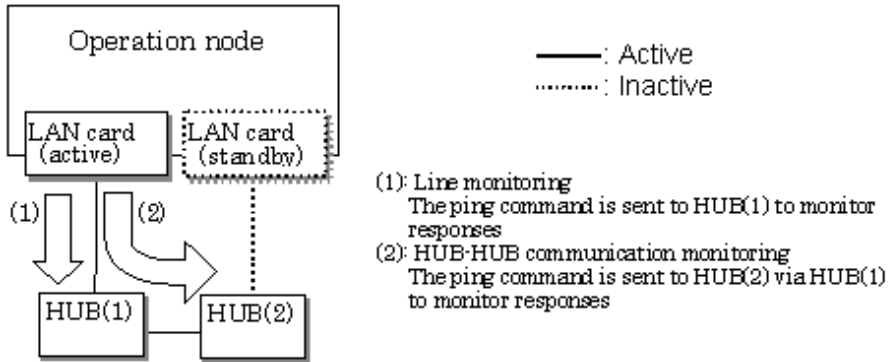 Operation node
LAN card
(active)
LAN card
(standby)
: Active
: Inactive
(1)
(2)
(1): Line monitoring
The ping command is sent to HUB(1) to monitor
responses
(2): HUB-HUB communication monitoring
The ping command is sent to HUB(2) via HUB(1)
to monitor responses
HUB(1)
HUB(2)